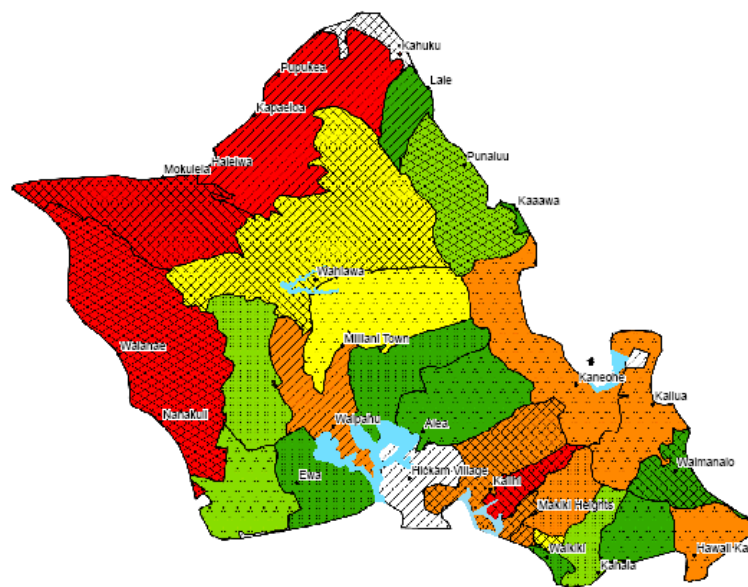 Kahuku
Pupukea
Laie
Kapaeloa
Punaluu
Haleiwa
Mokuleia
Kaaawa
Wahiawa
Mililani Town
Waianae
Kaneohe
Kailua
Nanakuli
Waipahu
Aiea
Waimanalo
Hickam Village
Ewa
Kalihi
Makiki Heights
Waikiki
Hawaii Ka
Kahala